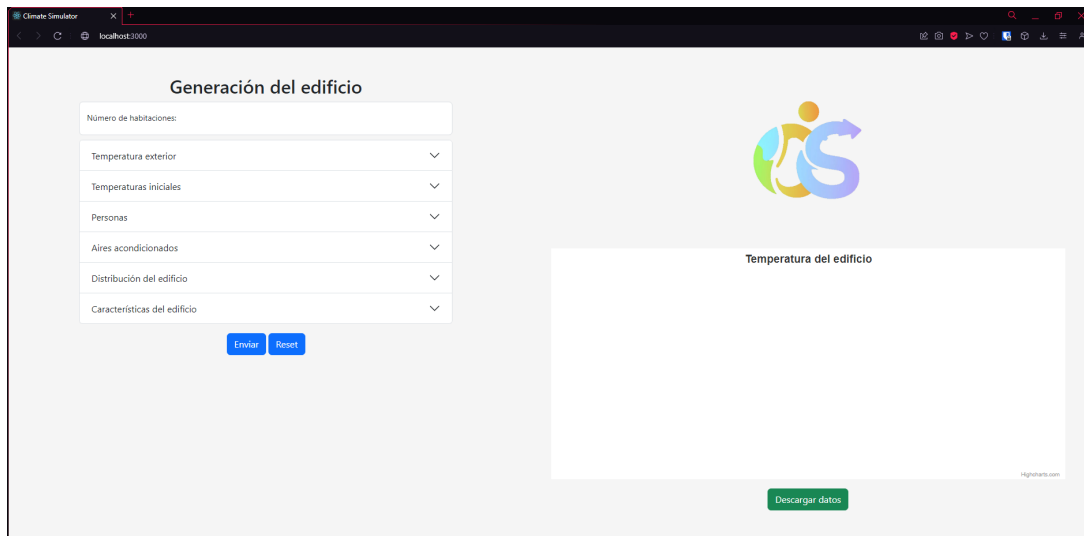 Climate Simulator
localhost:3000
Generación del edificio
Número de habitaciones:
Temperatura exterior
Temperaturas iniciales
Personas
Aires acondicionados
Distribución del edificio
Características del edificio
Enviar
Reset
CS
Temperatura del edificio
Highcharts.com
Descargar datos